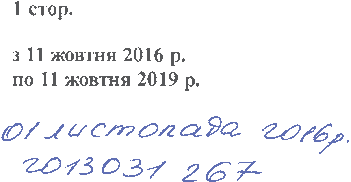 1 стор.
з 11 жовтня 2016 р.
по 11 жовтня 2019 р.
01 листопада 2016р.
2013031 267